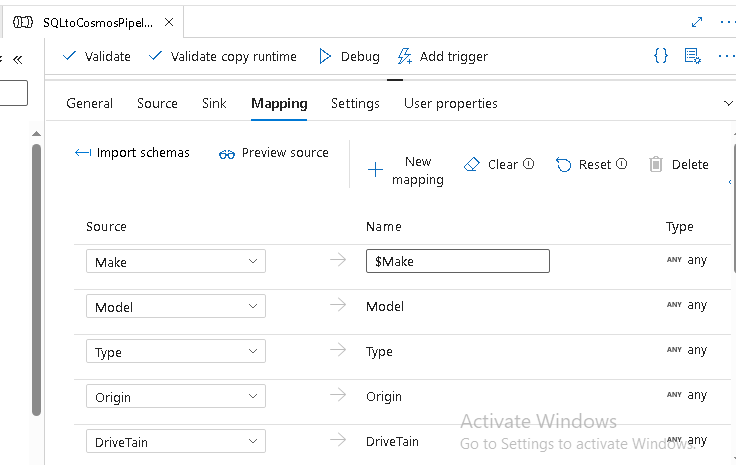 SQLtoCosmosPipel...
Validate
Validate copy runtime
Debug
Add trigger
General
Source
Sink
Mapping
Settings
User properties
Import schemas
Preview source
New mapping
Clear
Reset
Delete
Source
Name
Type
Make
$Make
ANY any
Model
Model
ANY any
Type
Type
ANY any
Origin
Origin
ANY any
DriveTain
DriveTain
ANY any
Activate Windows
Go to Settings to activate Windows.